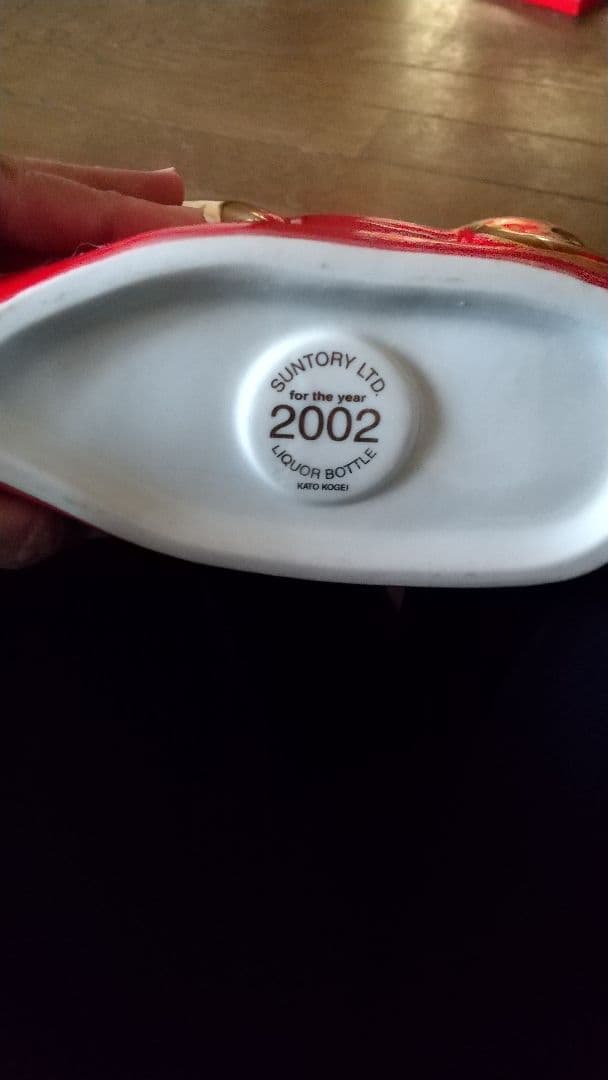 SUNTORY LTD.
for the year
2002
LIQUOR BOTTLE
KATO KOGEI